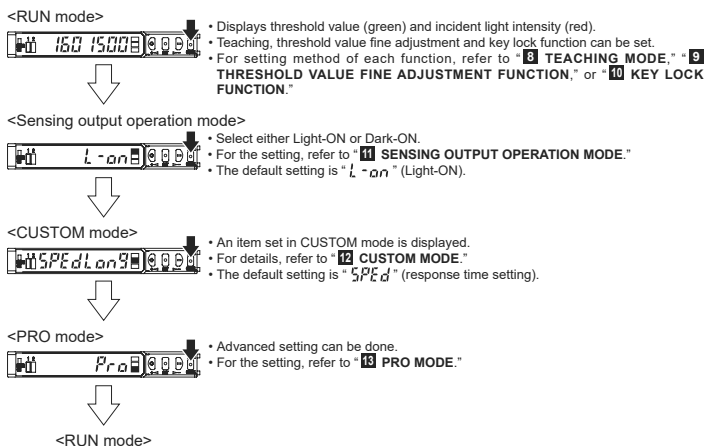 <RUN mode>
160 1500
• Displays threshold value (green) and incident light intensity (red).
• Teaching, threshold value fine adjustment and key lock function can be set.
• For setting method of each function, refer to “8 TEACHING MODE,” “9
THRESHOLD VALUE FINE ADJUSTMENT FUNCTION,” or “10 KEY LOCK
FUNCTION.”
<Sensing output operation mode>
L-on
• Select either Light-ON or Dark-ON.
• For the setting, refer to “11 SENSING OUTPUT OPERATION MODE.”
• The default setting is “L-on” (Light-ON).
<CUSTOM mode>
SPEdLon9
• An item set in CUSTOM mode is displayed.
• For details, refer to “12 CUSTOM MODE.”
• The default setting is “SPEd” (response time setting).
<PRO mode>
Pro
• Advanced setting can be done.
• For the setting, refer to “13 PRO MODE.”
<RUN mode>